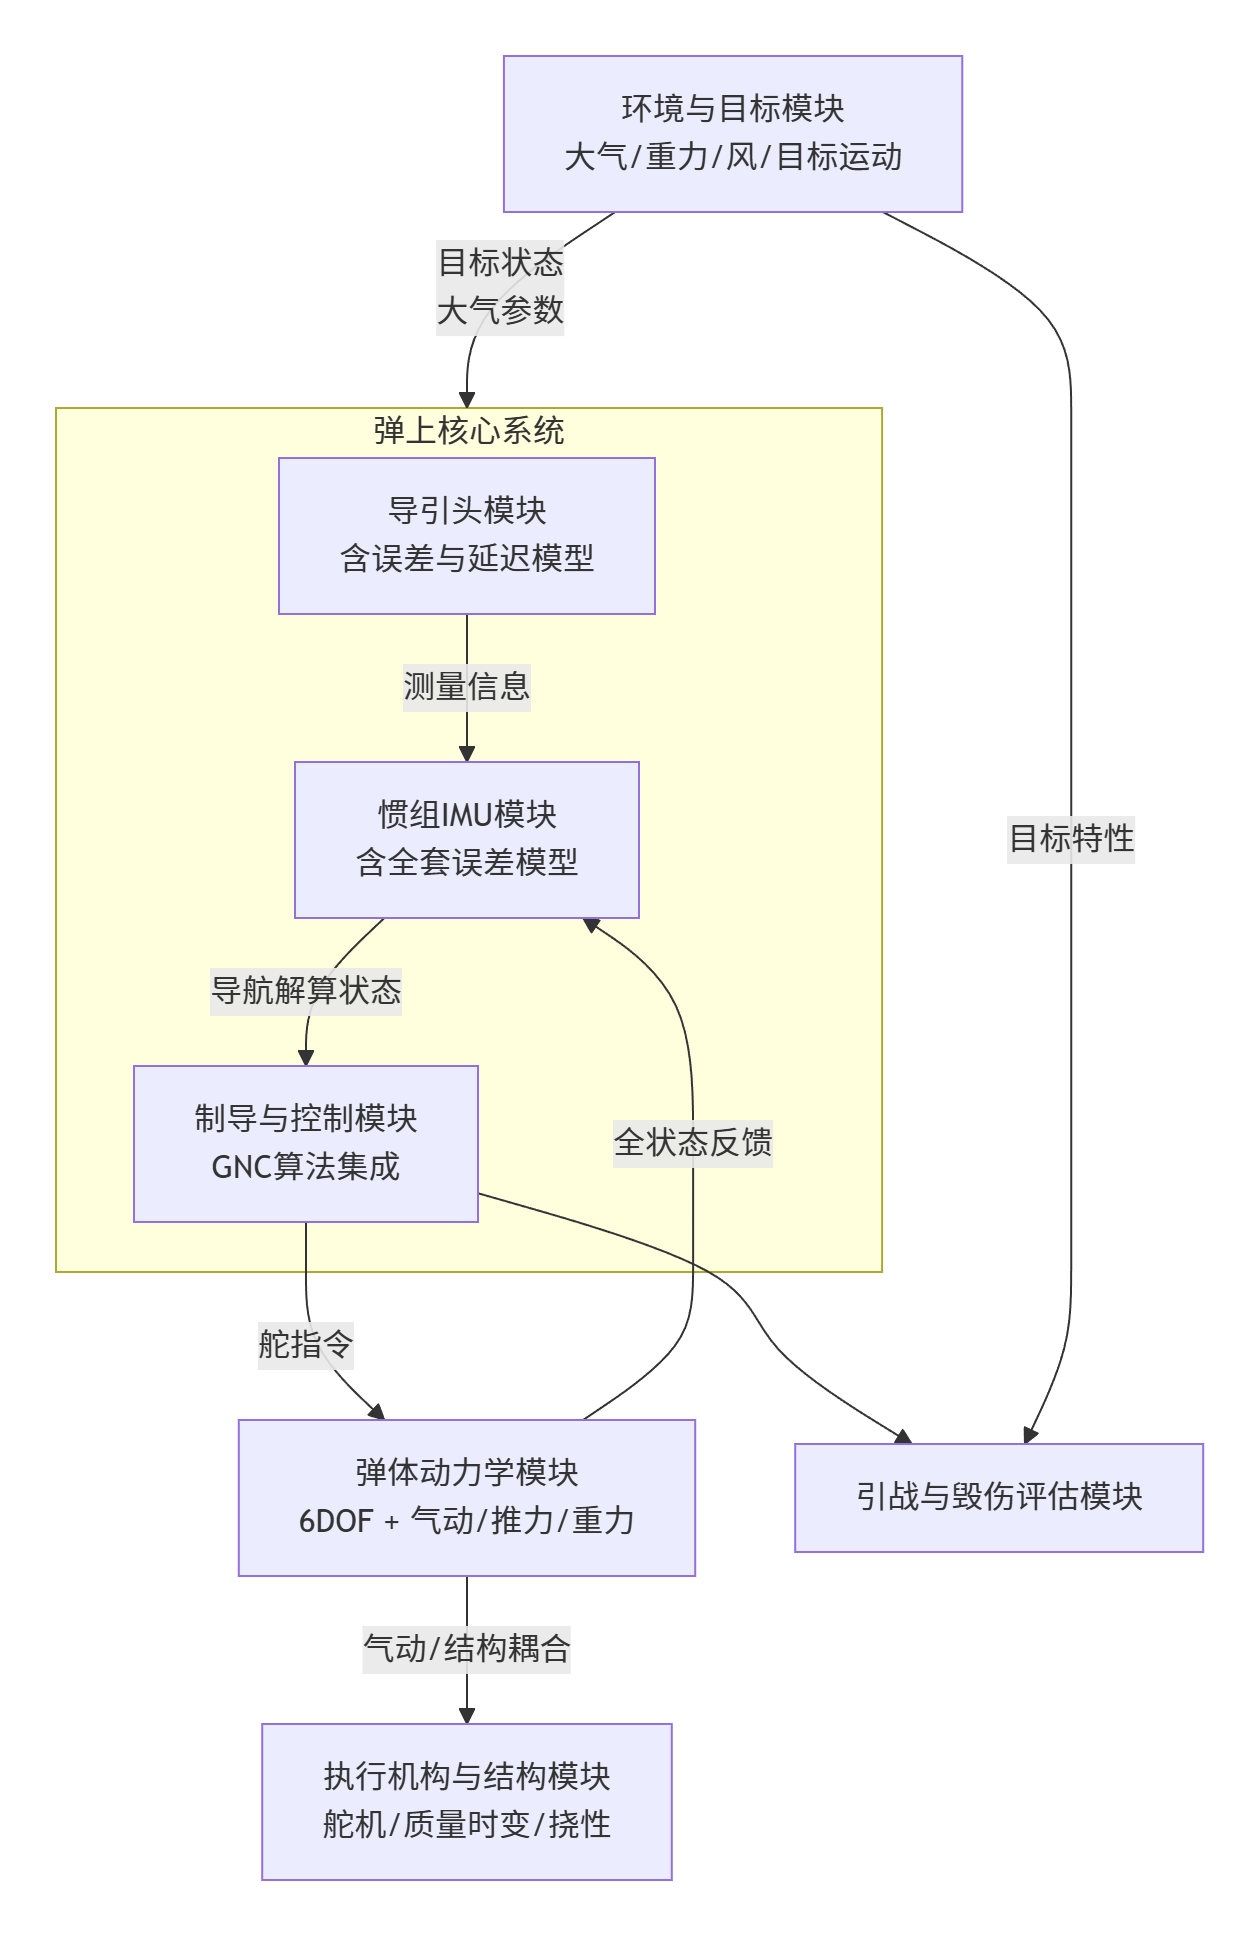 环境与目标模块
大气/重力/风/目标运动
目标状态
大气参数
弹上核心系统
导引头模块
含误差与延迟模型
测量信息
目标特性
惯组IMU模块
含全套误差模型
导航解算状态
制导与控制模块
GNC算法集成
全状态反馈
舵指令
弹体动力学模块
6DOF + 气动/推力/重力
引战与毁伤评估模块
气动/结构耦合
执行机构与结构模块
舵机/质量时变/挠性